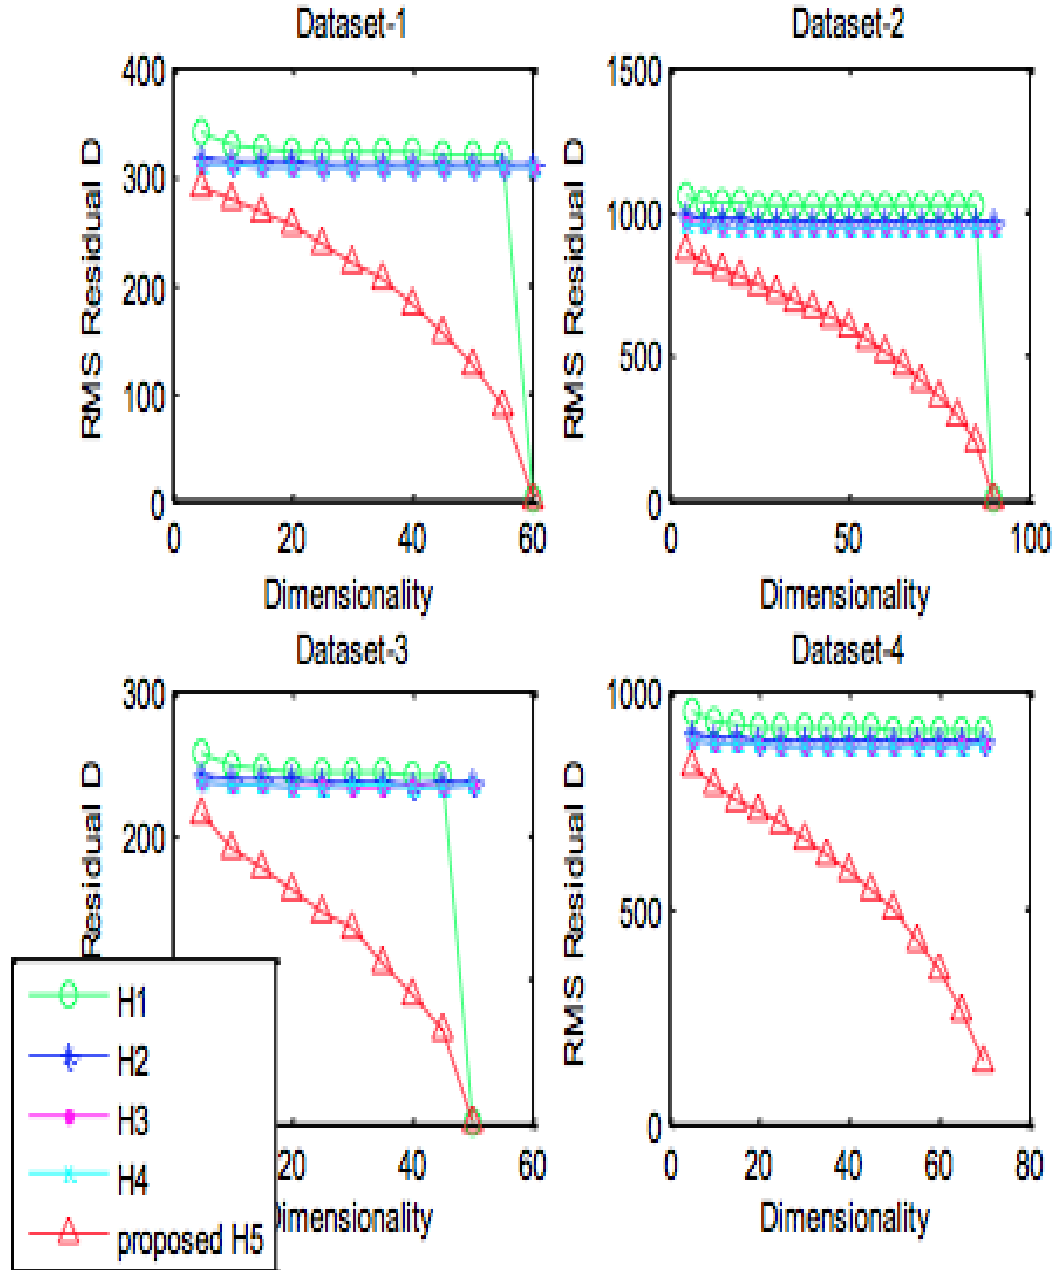 Dataset-1
400
300
200
100
0
RMS Residual D
0 20 40 60
Dimensionality
Dataset-2
1500
1000
500
0
RMS Residual D
0 50 100
Dimensionality
Dataset-3
300
200
Residual D
20 40 60
Dimensionality
Dataset-4
1000
500
0
RMS Residual D
0 20 40 60 80
Dimensionality
H1
H2
H3
H4
proposed H5